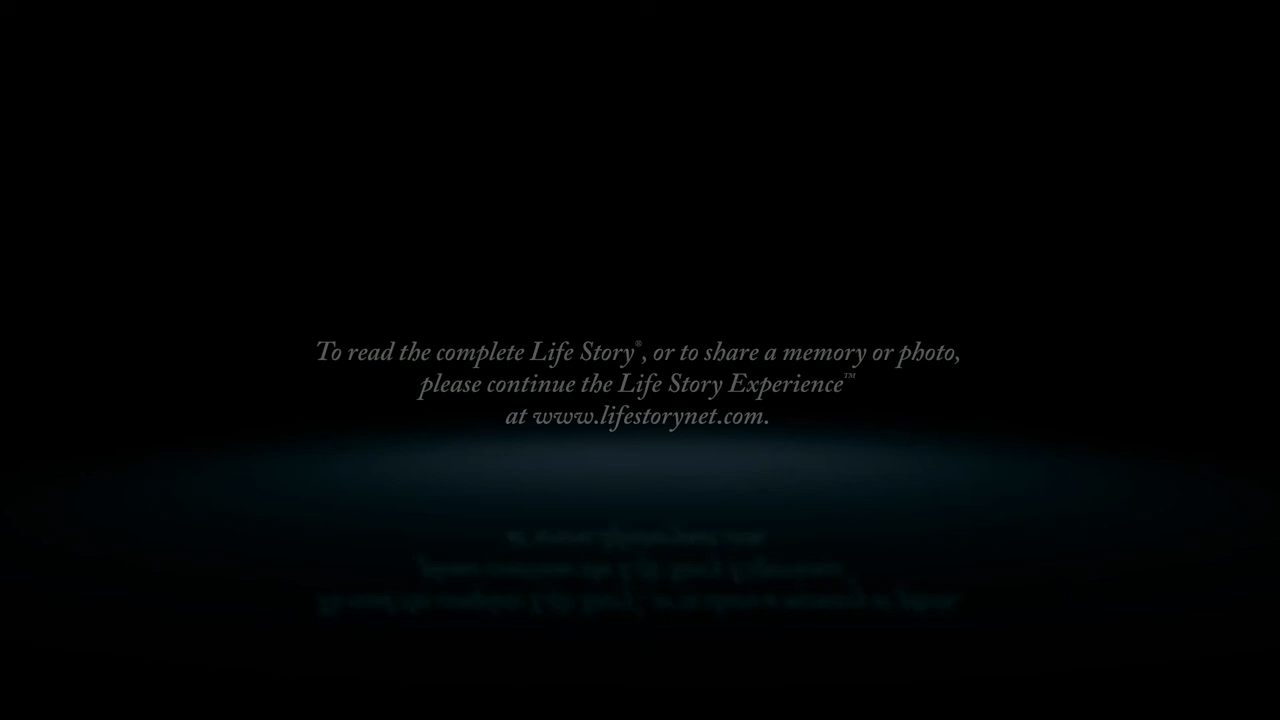 To read the complete Life Story®, or to share a memory or photo,
please continue the Life Story Experience™
at www.lifestorynet.com.